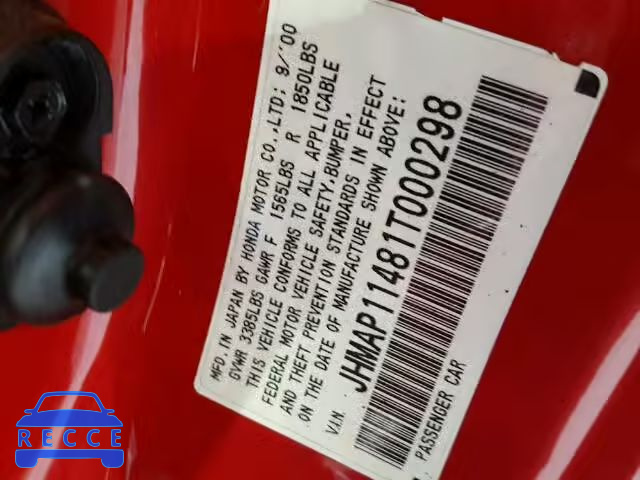 MFD. IN JAPAN BY HONDA MOTOR CO.,LTD; 9/'00
GVWR 3385LBS GAWR F 1565LBS R 1850LBS
THIS VEHICLE CONFORMS TO ALL APPLICABLE
FEDERAL MOTOR VEHICLE SAFETY,BUMPER,
AND THEFT PREVENTION STANDARDS IN EFFECT
ON THE DATE OF MANUFACTURE SHOWN ABOVE:
V.I.N. JHMAP11481T000298
PASSENGER CAR
RECCE